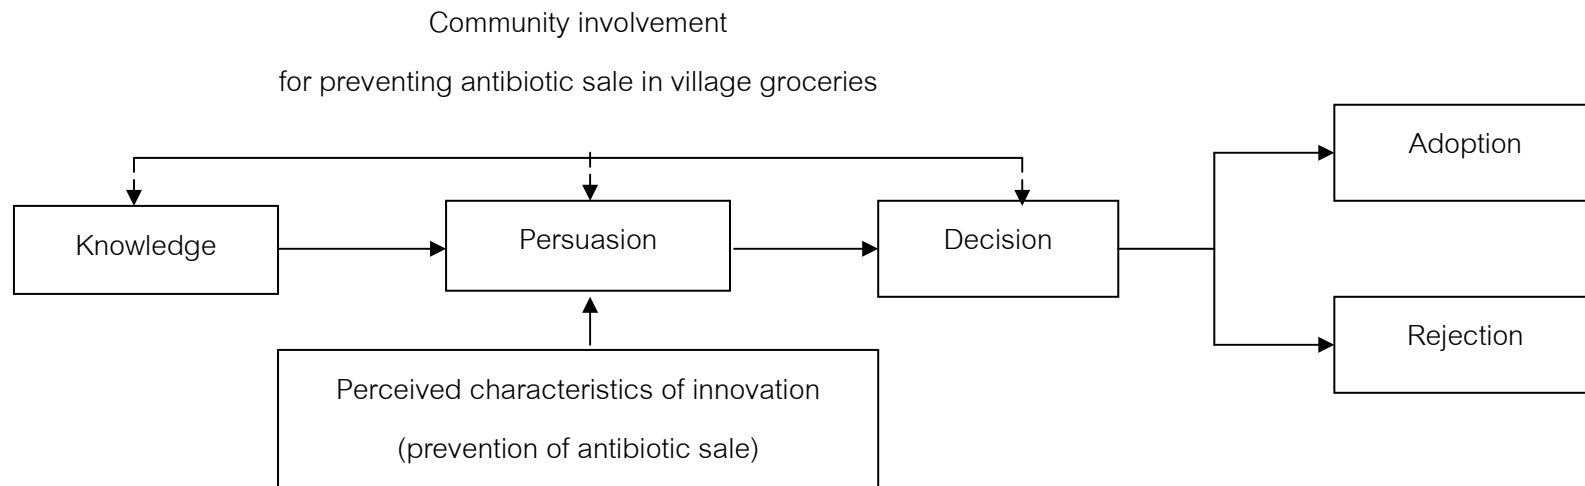 Community involvement
for preventing antibiotic sale in village groceries
Adoption
Knowledge
Persuasion
Decision
Rejection
Perceived characteristics of innovation
(prevention of antibiotic sale)